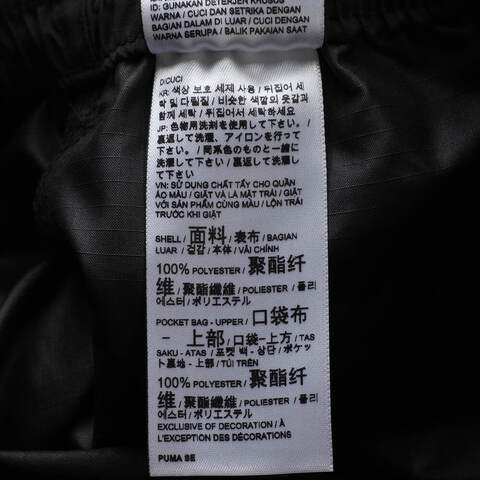 ID: GUNAKAN DETERJEN KHUSUS
WARNA / CUCI DAN SETRIKA DENGAN
BAGIAN DALAM DI LUAR / CUCI DENGAN
WARNA SERUPA / BALIK PAKAIAN SAAT
DICUCI
KR: 색상 보호 세제 사용 / 뒤집어 세
탁 및 다림질 / 비슷한 색깔의 옷감과
함께 세탁 / 뒤집어서 세탁하세요
JP: 色物用洗剤を使用して下さい。/
裏返して洗濯、アイロンを行って
下さい。/ 同系色のものと一緒に
洗濯して下さい / 裏返して洗濯し
て下さい
VN: SỬ DỤNG CHẤT TẨY CHO QUẦN
ÁO MÀU / GIẶT VÀ LÀ MẶT TRÁI / GIẶT
VỚI SẢN PHẨM CÙNG MÀU / LỘN TRÁI
TRƯỚC KHI GIẶT
SHELL / 面料 / 表布 / BAGIAN
LUAR / 겉감 / 本体 / VẢI CHÍNH
100% POLYESTER / 聚酯纤
维 / 聚酯纖維 / POLIESTER / 폴리
에스터 / ポリエステル
POCKET BAG - UPPER / 口袋布
- 上部 / 口袋-上方 / TAS
SAKU - ATAS / 포켓 백 - 상단 / ポケッ
ト裏地 - 上部 / TÚI TRÊN
100% POLYESTER / 聚酯纤
维 / 聚酯纖維 / POLIESTER / 폴리
에스터 / ポリエステル
EXCLUSIVE OF DECORATION / À
L'EXCEPTION DES DÉCORATIONS
PUMA SE